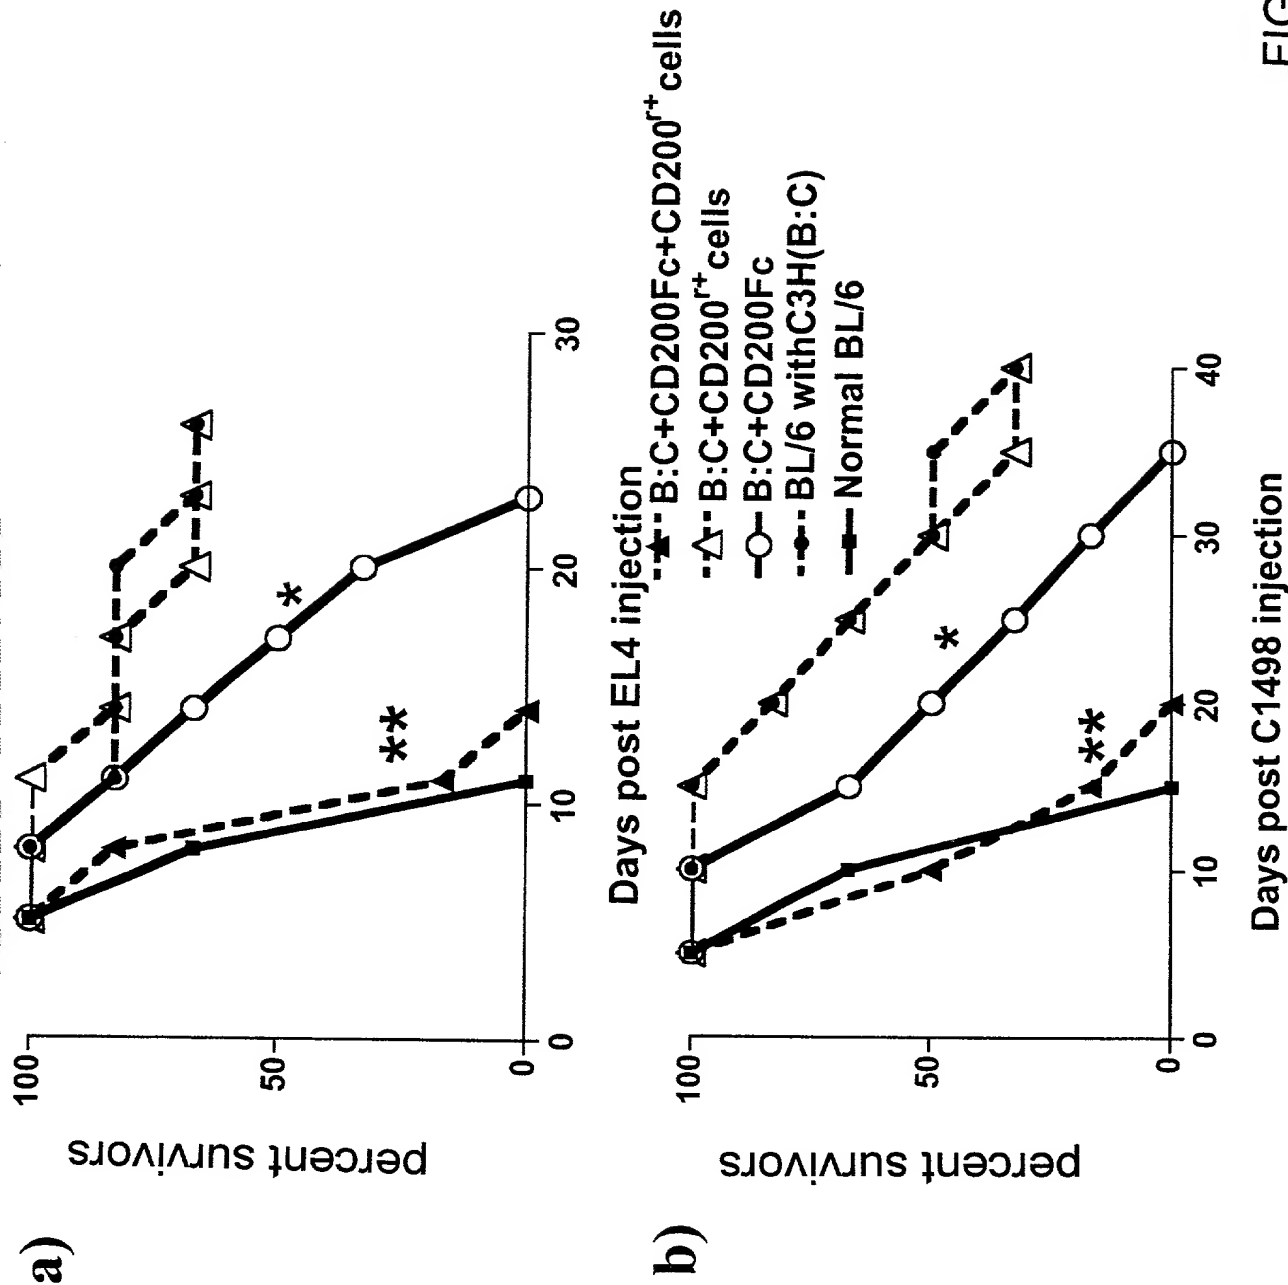 a)
percent survivors
100
50
0
0
10
20
30
*
**
Days post EL4 injection
B:C+CD200Fc+CD200r+ cells
B:C+CD200r+ cells
B:C+CD200Fc
BL/6 withC3H(B:C)
Normal BL/6
b)
percent survivors
100
50
0
0
10
20
30
40
*
**
Days post C1498 injection
FIG